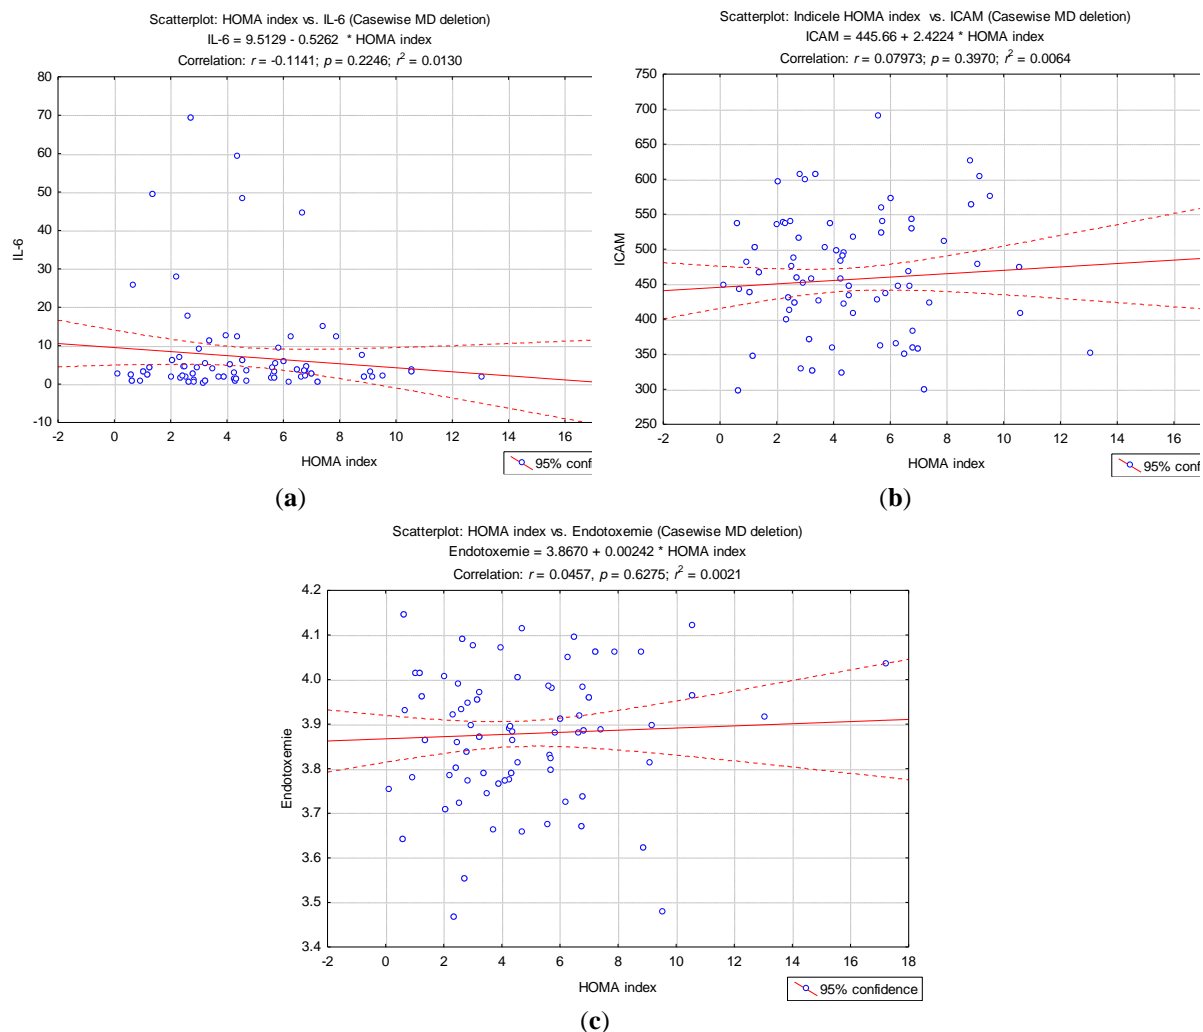 Scatterplot: HOMA index vs. IL-6 (Casewise MD deletion)
IL-6 = 9.5129 - 0.5262 * HOMA index
Correlation: r = -0.1141; p = 0.2246; r² = 0.0130
80
70
60
50
40
30
20
10
0
-10
IL-6
-2 0 2 4 6 8 10 12 14 16
HOMA index
95% confi
(a)
Scatterplot: Indicele HOMA index vs. ICAM (Casewise MD deletion)
ICAM = 445.66 + 2.4224 * HOMA index
Correlation: r = 0.07973; p = 0.3970; r² = 0.0064
750
700
650
600
550
500
450
400
350
300
250
ICAM
-2 0 2 4 6 8 10 12 14 16
HOMA index
95% conf
(b)
Scatterplot: HOMA index vs. Endotoxemie (Casewise MD deletion)
Endotoxemie = 3.8670 + 0.00242 * HOMA index
Correlation: r = 0.0457, p = 0.6275; r² = 0.0021
4.2
4.1
4.0
3.9
3.8
3.7
3.6
3.5
3.4
Endotoxemie
-2 0 2 4 6 8 10 12 14 16 18
HOMA index
95% confidence
(c)